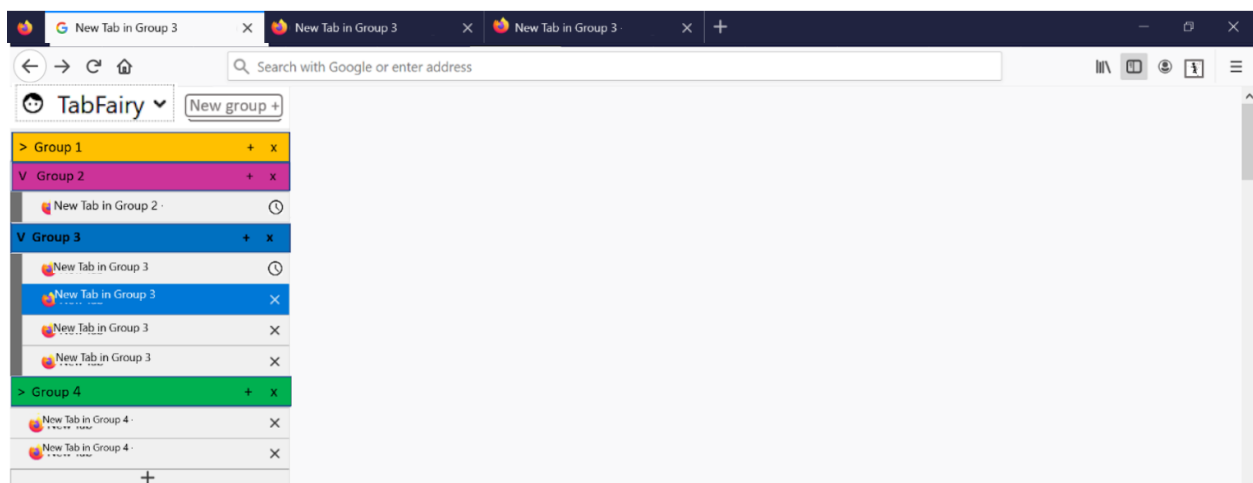 New Tab in Group 3 New Tab in Group 3 New Tab in Group 3
Search with Google or enter address
TabFairy New group +
> Group 1 + x
V Group 2 + x
New Tab in Group 2
V Group 3 + x
New Tab in Group 3
New Tab in Group 3
New Tab in Group 3
New Tab in Group 3
> Group 4 + x
New Tab in Group 4
New Tab in Group 4